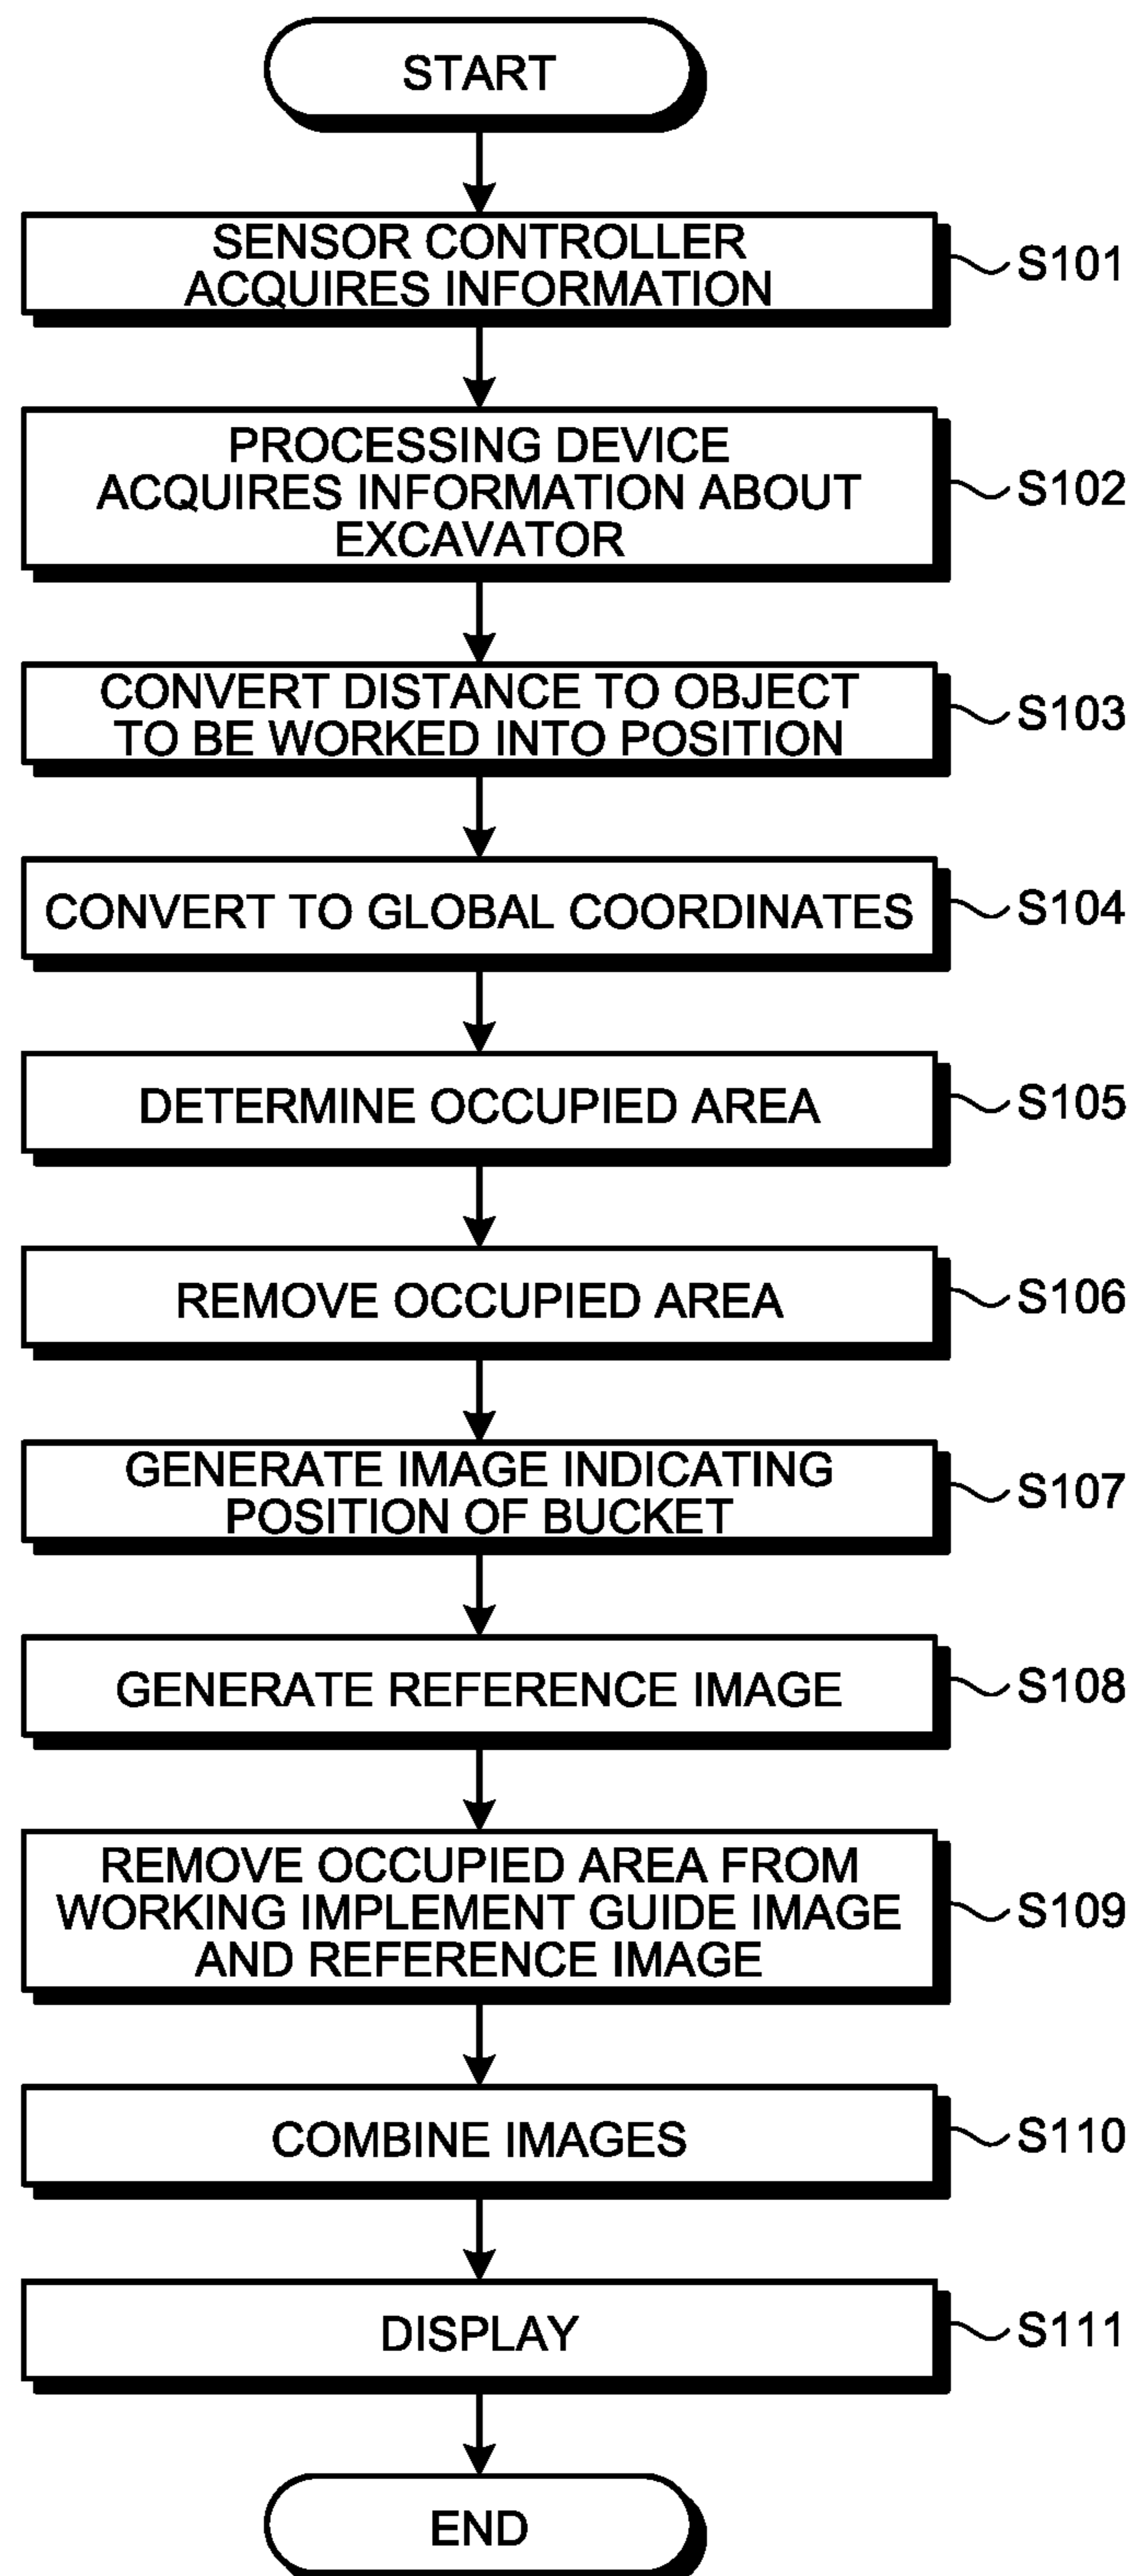 START
SENSOR CONTROLLER
ACQUIRES INFORMATION
S101
PROCESSING DEVICE
ACQUIRES INFORMATION ABOUT
EXCAVATOR
S102
CONVERT DISTANCE TO OBJECT
TO BE WORKED INTO POSITION
S103
CONVERT TO GLOBAL COORDINATES
S104
DETERMINE OCCUPIED AREA
S105
REMOVE OCCUPIED AREA
S106
GENERATE IMAGE INDICATING
POSITION OF BUCKET
S107
GENERATE REFERENCE IMAGE
S108
REMOVE OCCUPIED AREA FROM
WORKING IMPLEMENT GUIDE IMAGE
AND REFERENCE IMAGE
S109
COMBINE IMAGES
S110
DISPLAY
S111
END